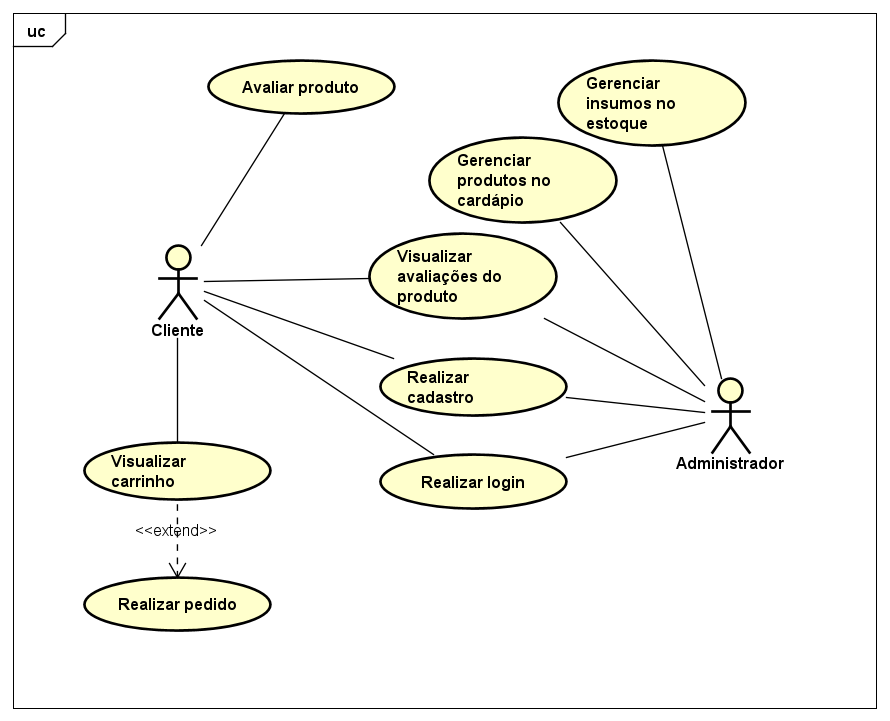 uc
Avaliar produto
Gerenciar
insumos no
estoque
Gerenciar
produtos no
cardápio
Visualizar
avaliações do
produto
Cliente
Realizar
cadastro
Administrador
Visualizar
carrinho
Realizar login
<<extend>>
Realizar pedido